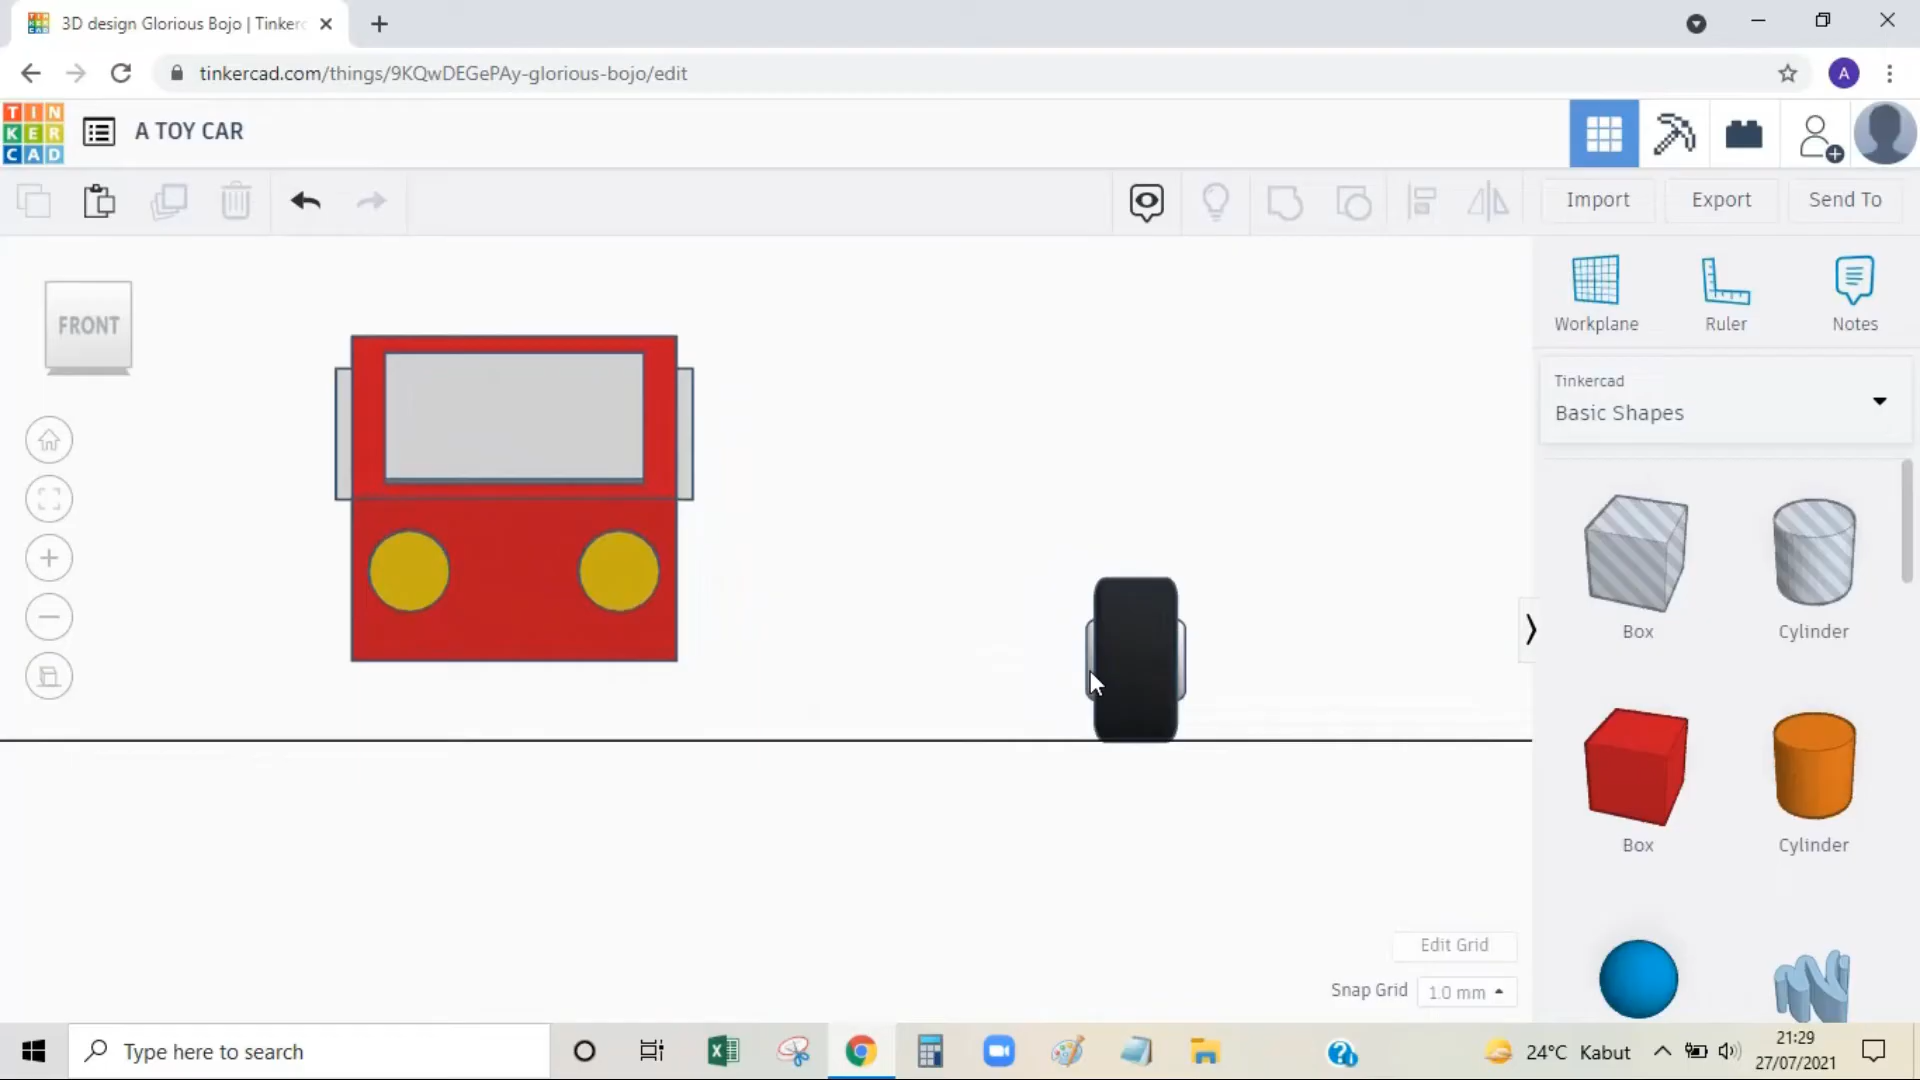 3D design Glorious Bojo | Tinkerc
tinkercad.com/things/9KQwDEGePAy-glorious-bojo/edit
A
TIN
KER
CAD
A TOY CAR
Import
Export
Send To
FRONT
Workplane
Ruler
Notes
Tinkercad
Basic Shapes
Box
Cylinder
Box
Cylinder
Edit Grid
Snap Grid
1.0 mm
Type here to search
24°C Kabut
21:29
27/07/2021